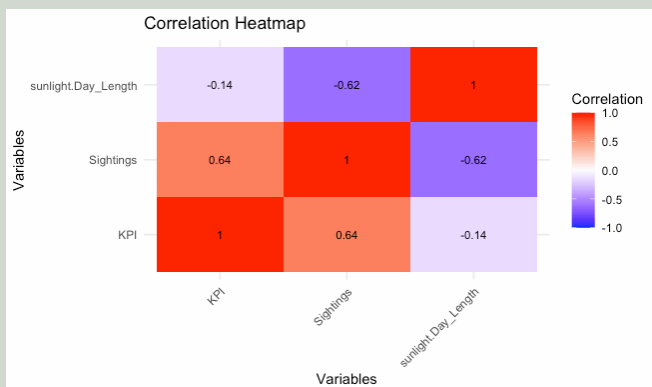 Correlation Heatmap
sunlight.Day_Length
-0.14
-0.62
1
Sightings
0.64
1
-0.62
KPI
1
0.64
-0.14
Variables
KPI
Sightings
sunlight.Day_Length
Variables
Correlation
1.0
0.5
0.0
-0.5
-1.0